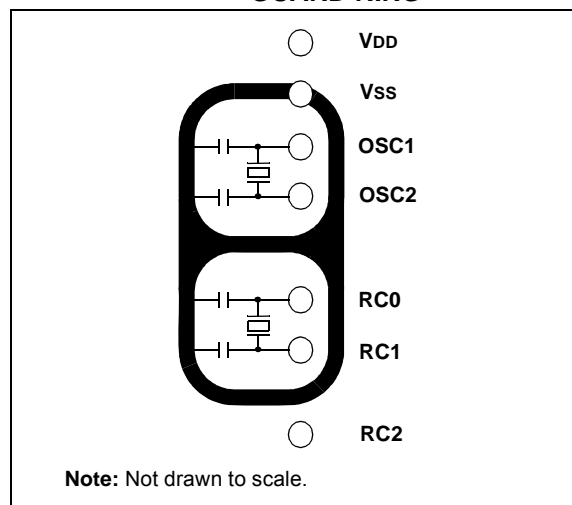 VDD
VSS
OSC1
OSC2
RC0
RC1
RC2
Note: Not drawn to scale.